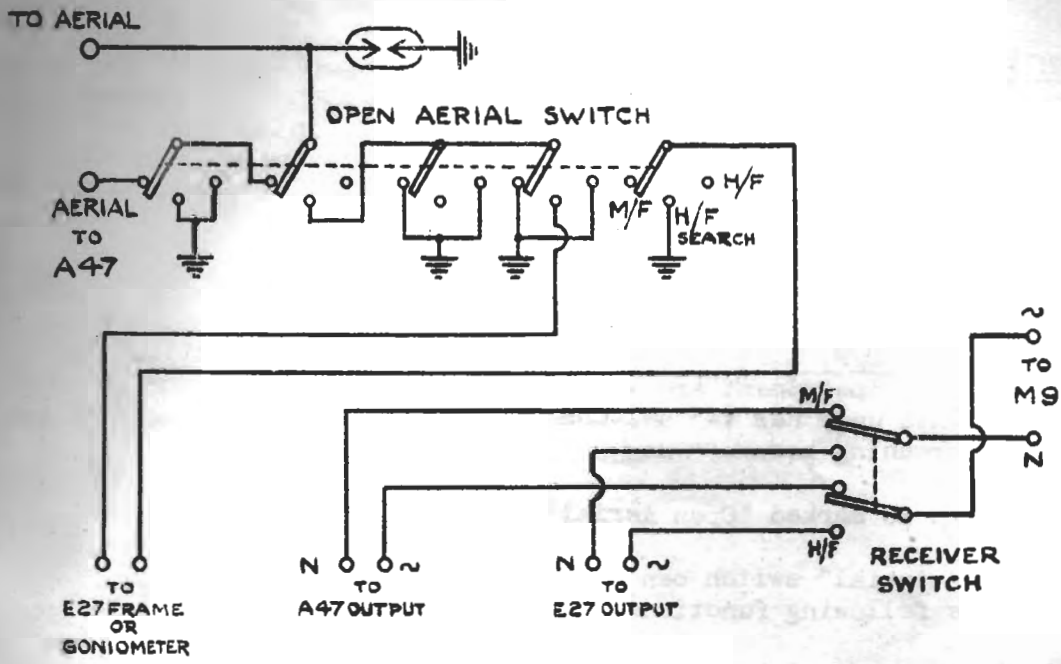 TO AERIAL
OPEN AERIAL SWITCH
AERIAL
TO
A47
M/F
H/F
SEARCH
H/F
~
TO
M9
N
M/F
H/F
RECEIVER
SWITCH
TO
E27 FRAME
OR
GONIOMETER
N TO ~
A47 OUTPUT
TO ~
E27 OUTPUT